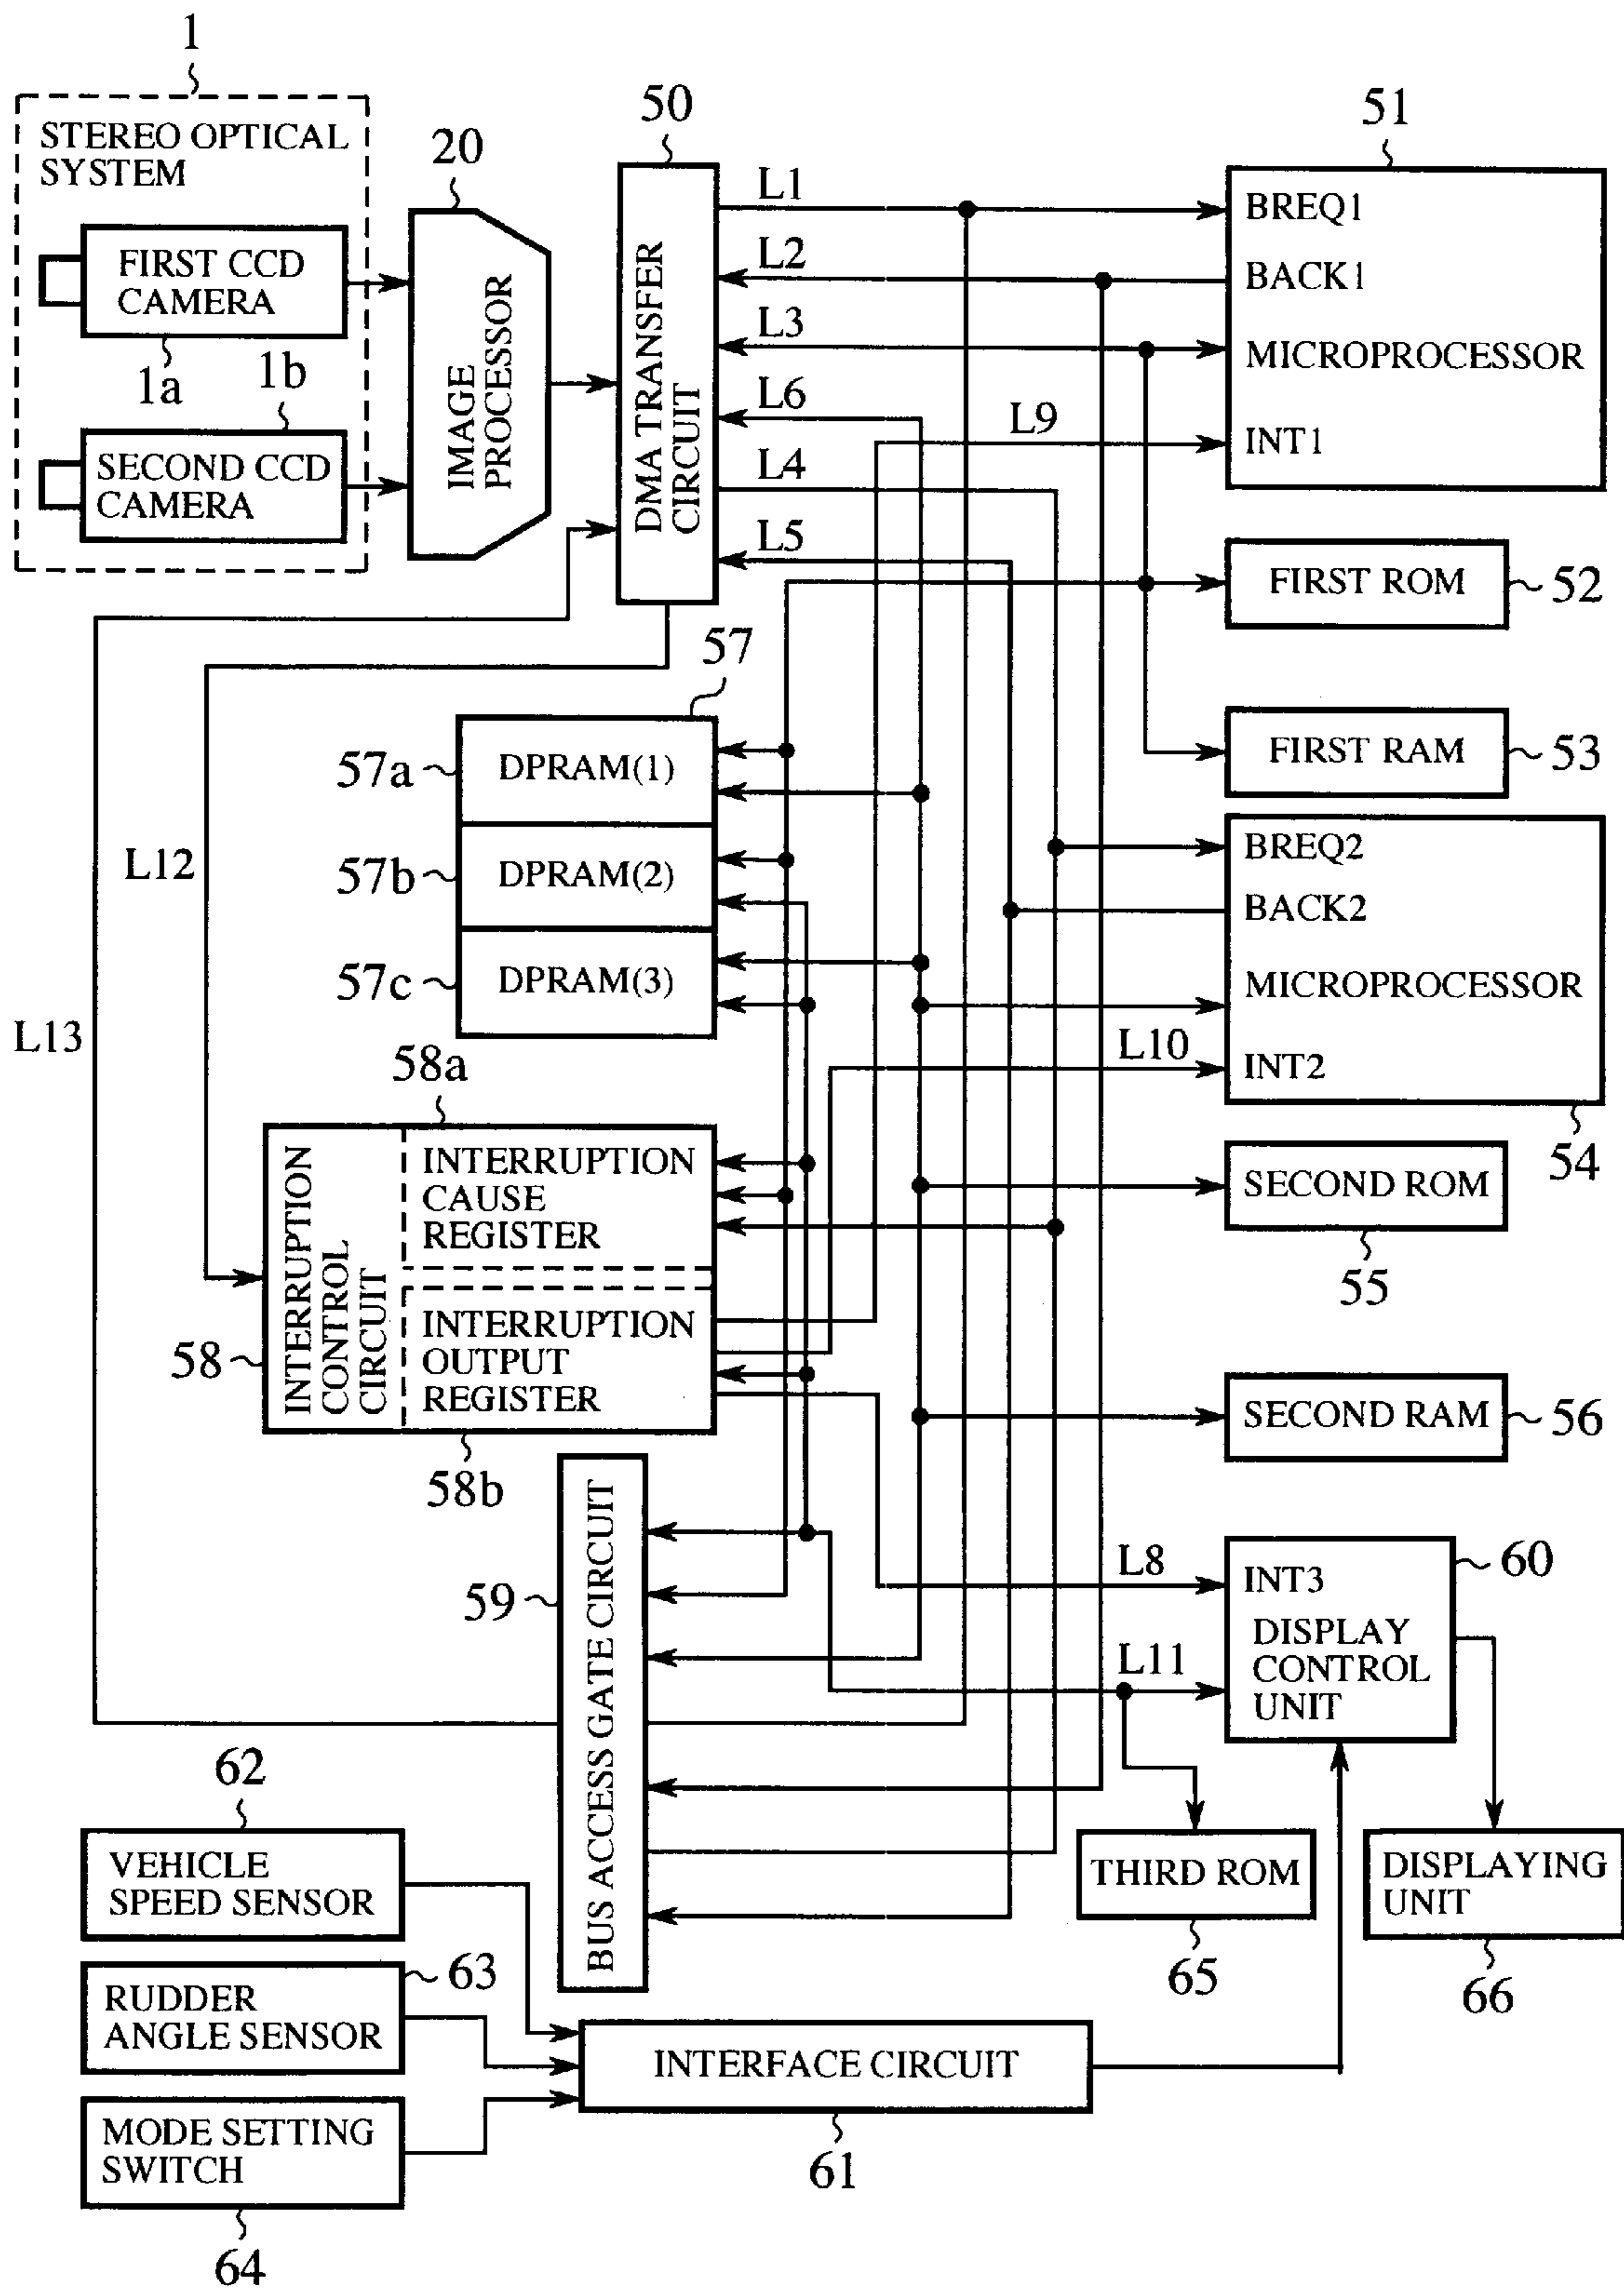 1
STEREO OPTICAL
SYSTEM
FIRST CCD
CAMERA
1a
1b
SECOND CCD
CAMERA
20
IMAGE
PROCESSOR
50
DMA TRANSFER
CIRCUIT
L1
L2
L3
L6
L4
L5
L9
51
BREQ1
BACK1
MICROPROCESSOR
INT1
FIRST ROM
52
FIRST RAM
53
57
57a
DPRAM(1)
57b
DPRAM(2)
57c
DPRAM(3)
L12
L13
BREQ2
BACK2
MICROPROCESSOR
L10
INT2
54
58a
INTERRUPTION
CONTROL
CIRCUIT
INTERRUPTION
CAUSE
REGISTER
INTERRUPTION
OUTPUT
REGISTER
58
58b
SECOND ROM
55
SECOND RAM
56
59
BUS ACCESS GATE CIRCUIT
L8
L11
60
INT3
DISPLAY
CONTROL
UNIT
62
VEHICLE
SPEED SENSOR
THIRD ROM
65
DISPLAYING
UNIT
66
63
RUDDER
ANGLE SENSOR
INTERFACE CIRCUIT
61
MODE SETTING
SWITCH
64